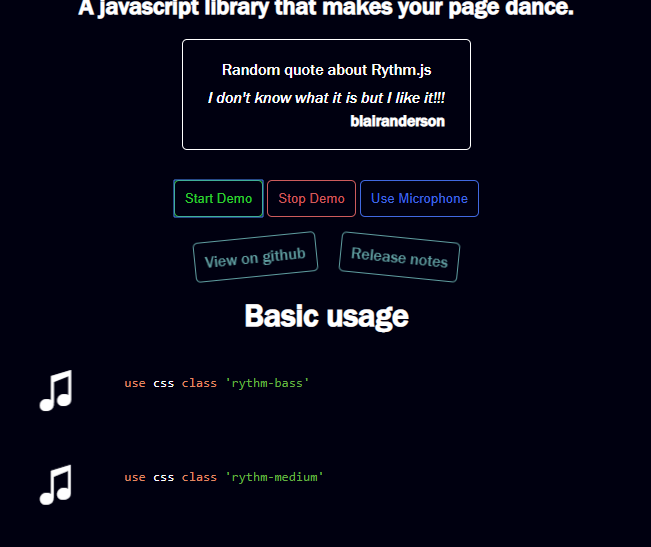 A javascript library that makes your page dance.
Random quote about Rythm.js
I don't know what it is but I like it!!!
blairanderson
Start Demo Stop Demo Use Microphone
View on github Release notes
Basic usage
use css class 'rythm-bass'
use css class 'rythm-medium'